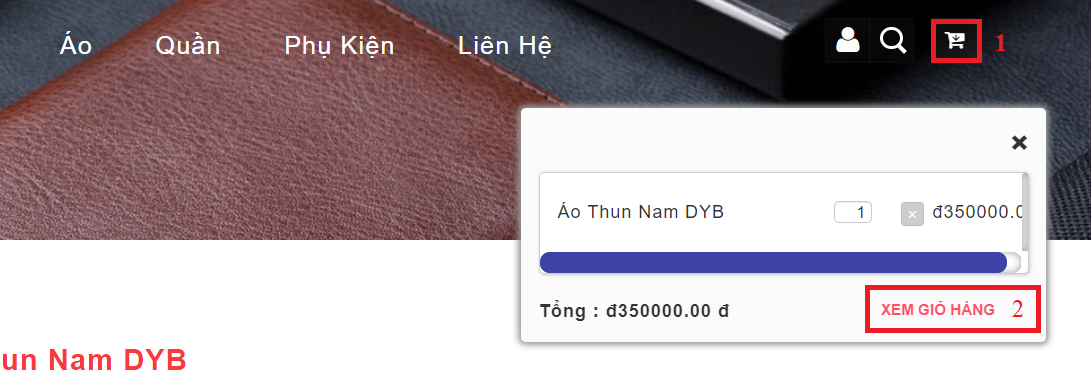 Áo Quần Phụ Kiện Liên Hệ 1
×
Áo Thun Nam DYB 1 × đ350000.0
Tổng : đ350000.00 đ XEM GIỎ HÀNG 2
un Nam DYB